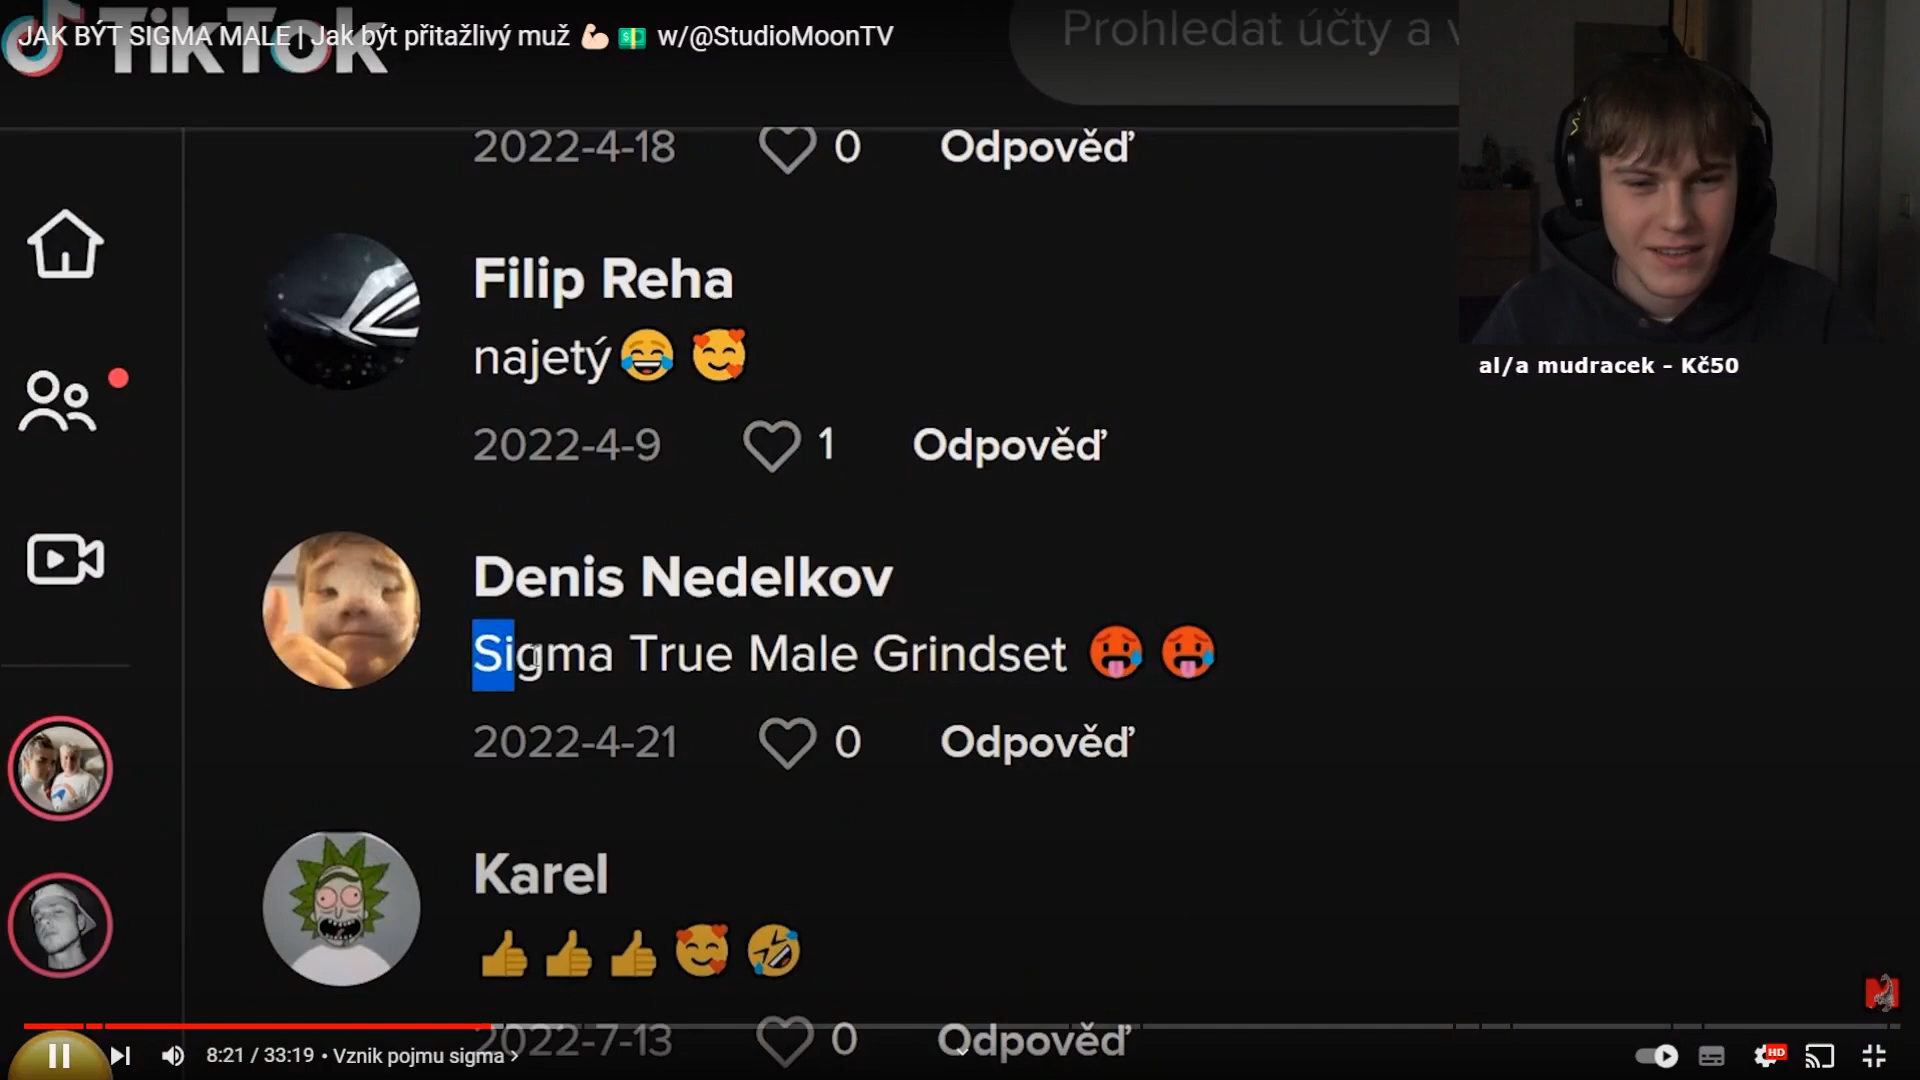 JAK BÝT SIGMA MALE | Jak být přitažlivý muž 💪🏻 💵 w/@StudioMoonTV
TikTok
Prohledat účty a v
2022-4-18 0 Odpověď
Filip Reha
najetý😂 🥰
2022-4-9 1 Odpověď
al/a mudracek - Kč50
Denis Nedelkov
Sigma True Male Grindset 🥵 🥵
2022-4-21 0 Odpověď
Karel
👍 👍 👍 🥰 🤣
2022-7-13 0 Odpověď
8:21 / 33:19 • Vznik pojmu sigma ›
HD